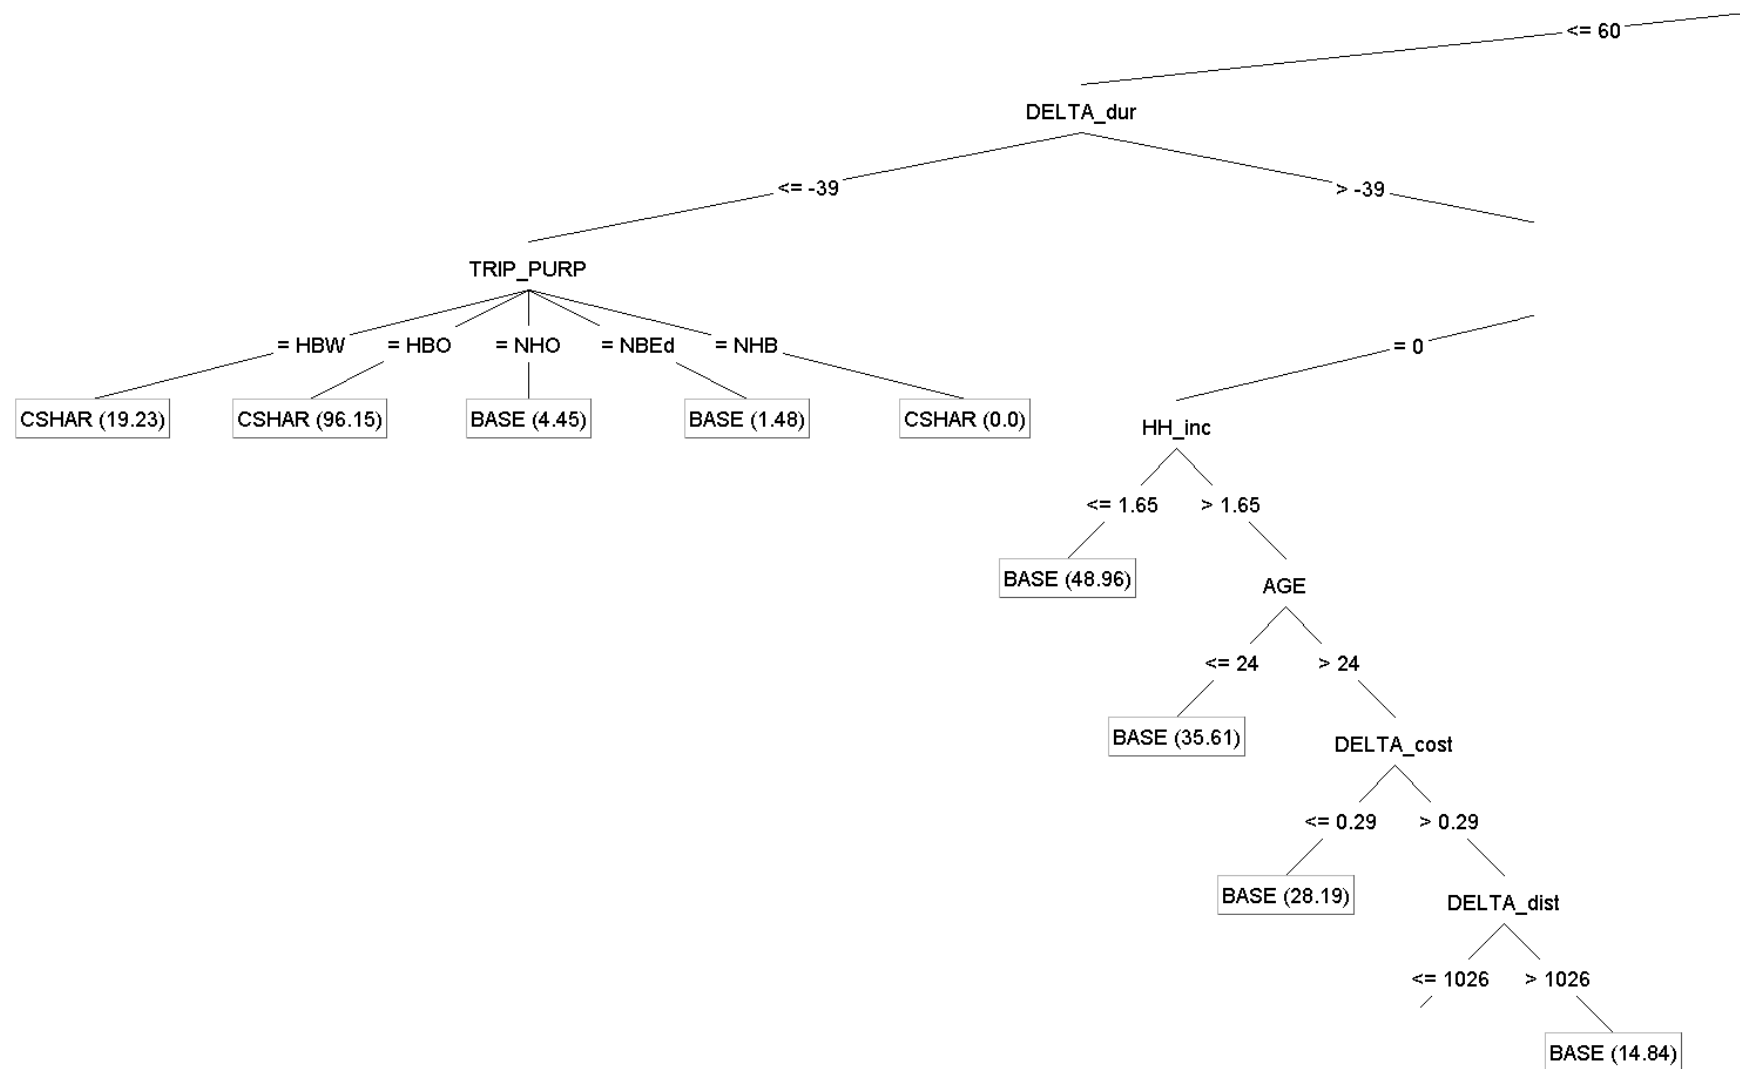 <= 60
DELTA_dur
<= -39 > -39
TRIP_PURP
= HBW = HBO = NHO = NBEd = NHB = 0
CSHAR (19.23) CSHAR (96.15) BASE (4.45) BASE (1.48) CSHAR (0.0)
HH_inc
<= 1.65 > 1.65
BASE (48.96)
AGE
<= 24 > 24
BASE (35.61)
DELTA_cost
<= 0.29 > 0.29
BASE (28.19)
DELTA_dist
<= 1026 > 1026
BASE (14.84)